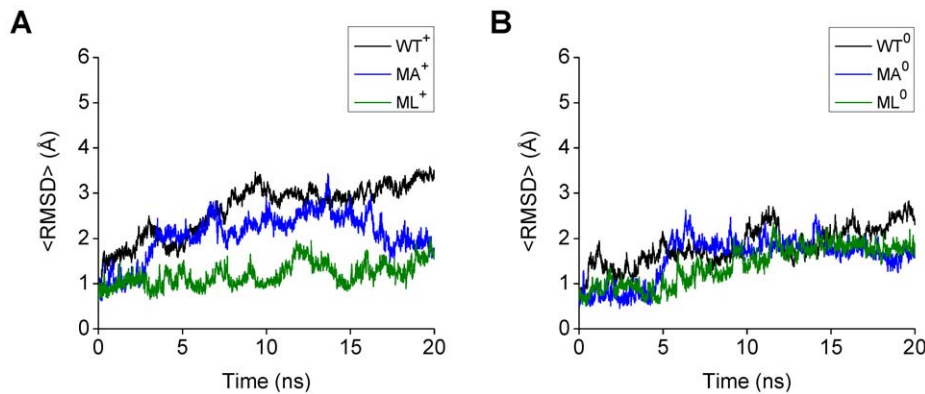 A
WT⁺
MA⁺
ML⁺
<RMSD> (Å)
6
5
4
3
2
1
0
0 5 10 15 20
Time (ns)
B
WT⁰
MA⁰
ML⁰
<RMSD> (Å)
6
5
4
3
2
1
0
0 5 10 15 20
Time (ns)